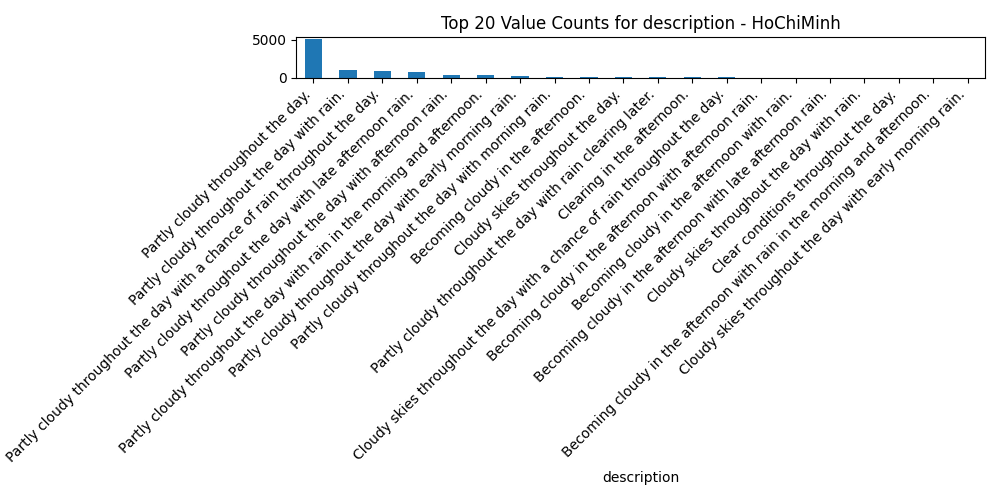 Top 20 Value Counts for description - HoChiMinh
5000
0
Partly cloudy throughout the day.
Partly cloudy throughout the day with rain.
Partly cloudy throughout the day with a chance of rain throughout the day.
Partly cloudy throughout the day with late afternoon rain.
Partly cloudy throughout the day with afternoon rain.
Partly cloudy throughout the day with rain in the morning and afternoon.
Partly cloudy throughout the day with early morning rain.
Partly cloudy throughout the day with morning rain.
Becoming cloudy in the afternoon.
Cloudy skies throughout the day.
Partly cloudy throughout the day with rain clearing later.
Clearing in the afternoon.
Cloudy skies throughout the day with a chance of rain throughout the day.
Becoming cloudy in the afternoon with afternoon rain.
Becoming cloudy in the afternoon with rain.
Becoming cloudy in the afternoon with late afternoon rain.
Cloudy skies throughout the day with rain.
Clear conditions throughout the day.
Becoming cloudy in the afternoon with rain in the morning and afternoon.
Cloudy skies throughout the day with early morning rain.
description